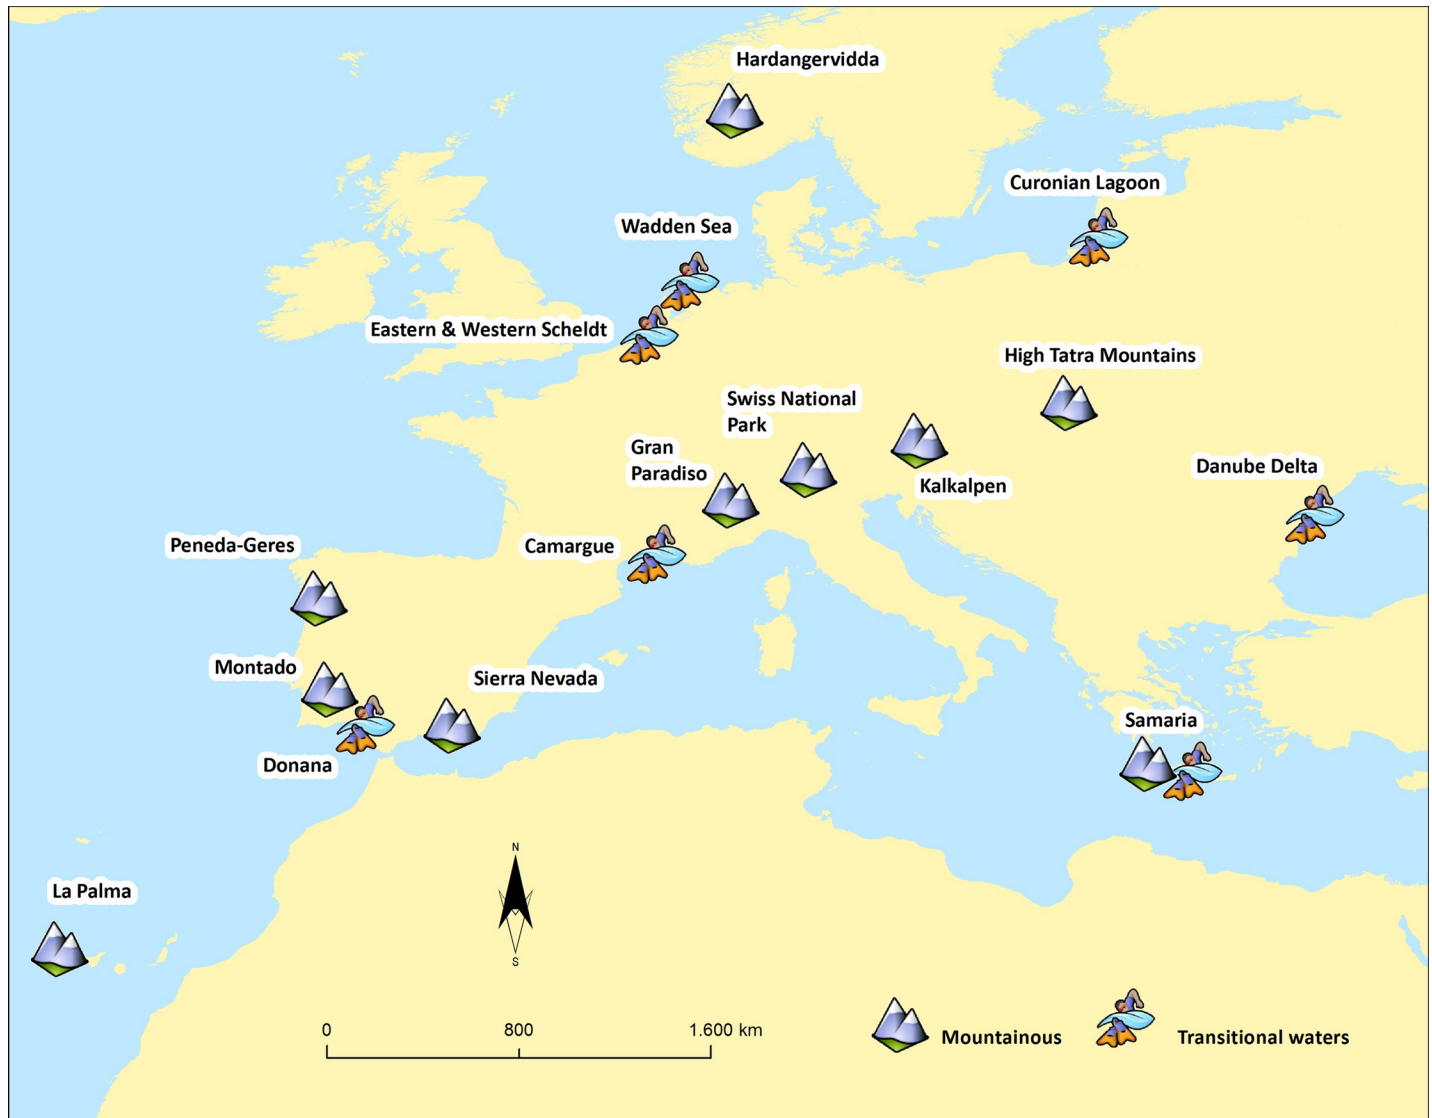 Hardangervidda
Curonian Lagoon
Wadden Sea
Eastern & Western Scheldt
High Tatra Mountains
Swiss National
Park
Gran
Paradiso
Kalkalpen
Danube Delta
Peneda-Geres
Camargue
Montado
Sierra Nevada
Donana
Samaria
La Palma
N
S
0 800 1.600 km
Mountainous
Transitional waters